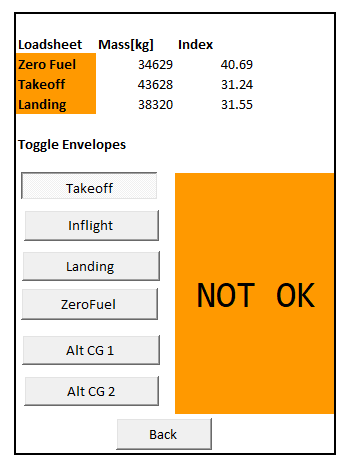 Loadsheet Mass[kg] Index
Zero Fuel 34629 40.69
Takeoff 43628 31.24
Landing 38320 31.55
Toggle Envelopes
Takeoff
Inflight
Landing
ZeroFuel
NOT OK
Alt CG 1
Alt CG 2
Back